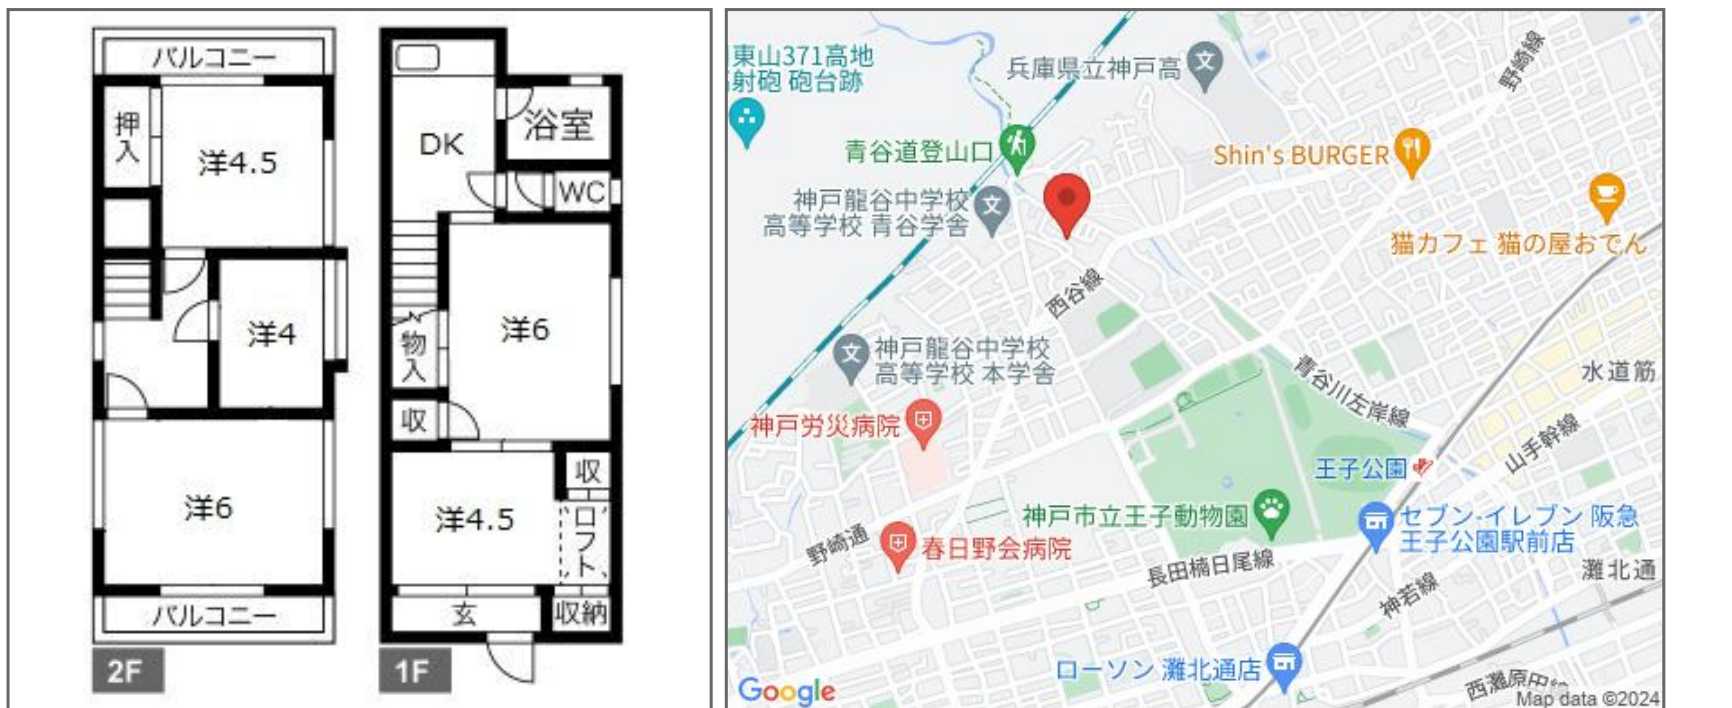 バルコニー
押入
洋4.5
洋4
洋6
バルコニー
2F
DK
浴室
WC
洋6
物入
収
収
洋4.5
ロフト
玄
収納
1F
東山371高地
射砲 砲台跡
兵庫県立神戸高
野崎線
青谷道登山口
Shin's BURGER
神戸龍谷中学校
高等学校 青谷学舎
猫カフェ 猫の屋おでん
西谷線
神戸龍谷中学校
高等学校 本学舎
青谷川左岸線
水道筋
神戸労災病院
山手幹線
王子公園
神戸市立王子動物園
セブン-イレブン 阪急
王子公園駅前店
野崎通
春日野会病院
長田楠日尾線
灘北通
神若線
ローソン 灘北通店
西灘原田線
Google
Map data ©2024